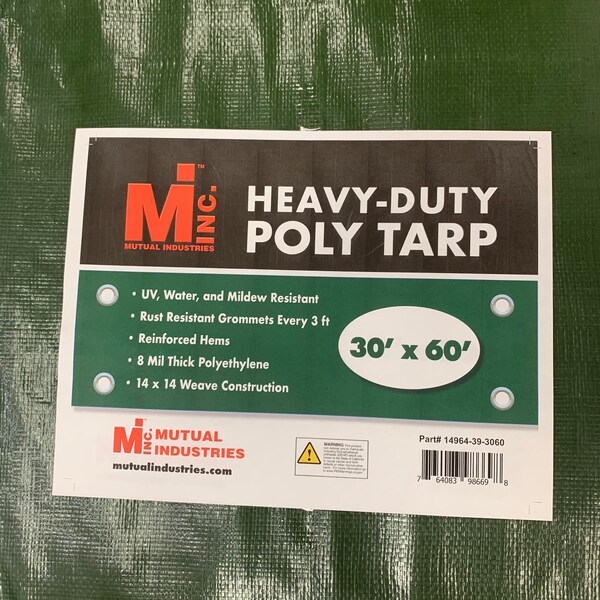 M INC.™
MUTUAL INDUSTRIES
HEAVY-DUTY
POLY TARP
• UV, Water, and Mildew Resistant
• Rust Resistant Grommets Every 3 ft
• Reinforced Hems
• 8 Mil Thick Polyethylene
• 14 x 14 Weave Construction
30' x 60'
M INC.
MUTUAL
INDUSTRIES
mutualindustries.com
WARNING:
Part# 14964-39-3060
7 64083 98669 8